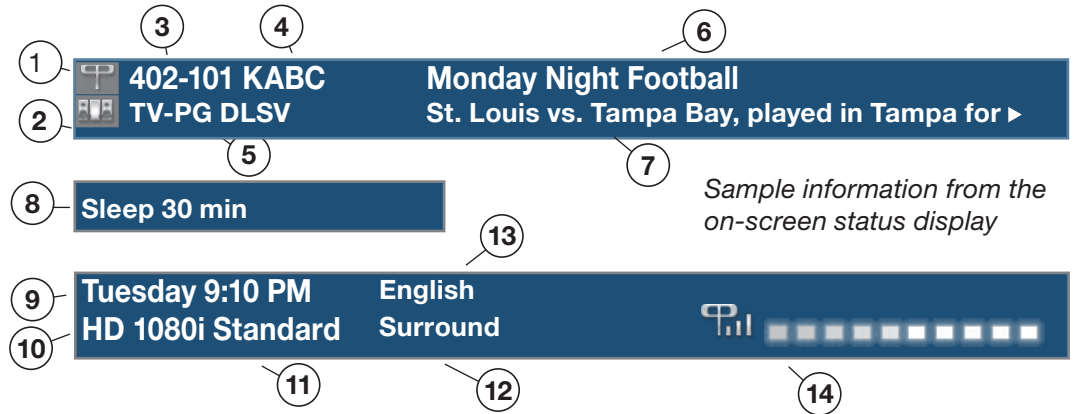 3 4 6
1 402-101 KABC Monday Night Football
2 TV-PG DLSV St. Louis vs. Tampa Bay, played in Tampa for ▶
5 7
8 Sleep 30 min
Sample information from the
on-screen status display
13
9 Tuesday 9:10 PM English
10 HD 1080i Standard Surround
11 12 14